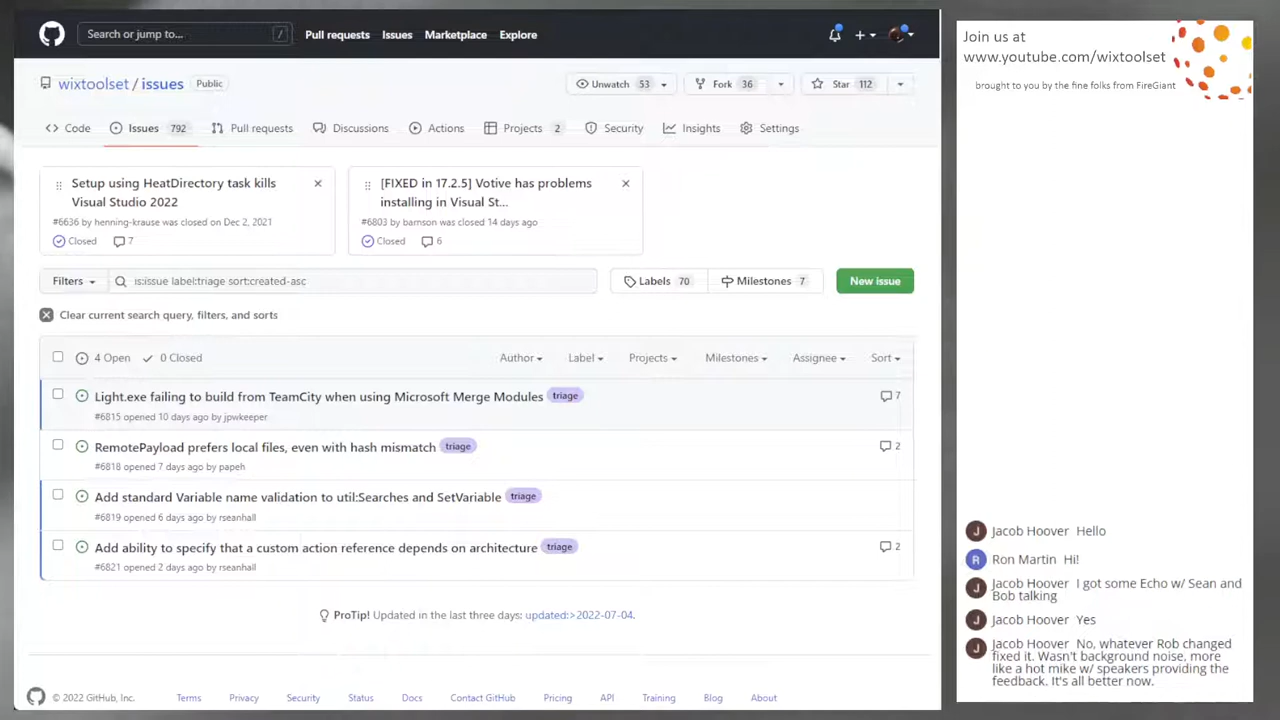 Search or jump to...
/
Pull requests
Issues
Marketplace
Explore
wixtoolset / issues
Public
Unwatch 53
Fork 36
Star 112
Code
Issues 792
Pull requests
Discussions
Actions
Projects 2
Security
Insights
Settings
Setup using HeatDirectory task kills
Visual Studio 2022
#6636 by henning-krause was closed on Dec 2, 2021
Closed 7
[FIXED in 17.2.5] Votive has problems
installing in Visual St...
#6803 by barnson was closed 14 days ago
Closed 6
Filters
is:issue label:triage sort:created-asc
Labels 70
Milestones 7
New issue
Clear current search query, filters, and sorts
4 Open
0 Closed
Author
Label
Projects
Milestones
Assignee
Sort
Light.exe failing to build from TeamCity when using Microsoft Merge Modules triage 7
#6815 opened 10 days ago by jpwkeeper
RemotePayload prefers local files, even with hash mismatch triage 2
#6818 opened 7 days ago by papeh
Add standard Variable name validation to util:Searches and SetVariable triage
#6819 opened 6 days ago by rseanhall
Add ability to specify that a custom action reference depends on architecture triage 2
#6821 opened 2 days ago by rseanhall
ProTip! Updated in the last three days: updated:>2022-07-04.
© 2022 GitHub, Inc.
Terms
Privacy
Security
Status
Docs
Contact GitHub
Pricing
API
Training
Blog
About
Join us at
www.youtube.com/wixtoolset
brought to you by the fine folks from FireGiant
J Jacob Hoover Hello
R Ron Martin Hi!
J Jacob Hoover I got some Echo w/ Sean and
Bob talking
J Jacob Hoover Yes
J Jacob Hoover No, whatever Rob changed
fixed it. Wasn't background noise, more
like a hot mike w/ speakers providing the
feedback. It's all better now.